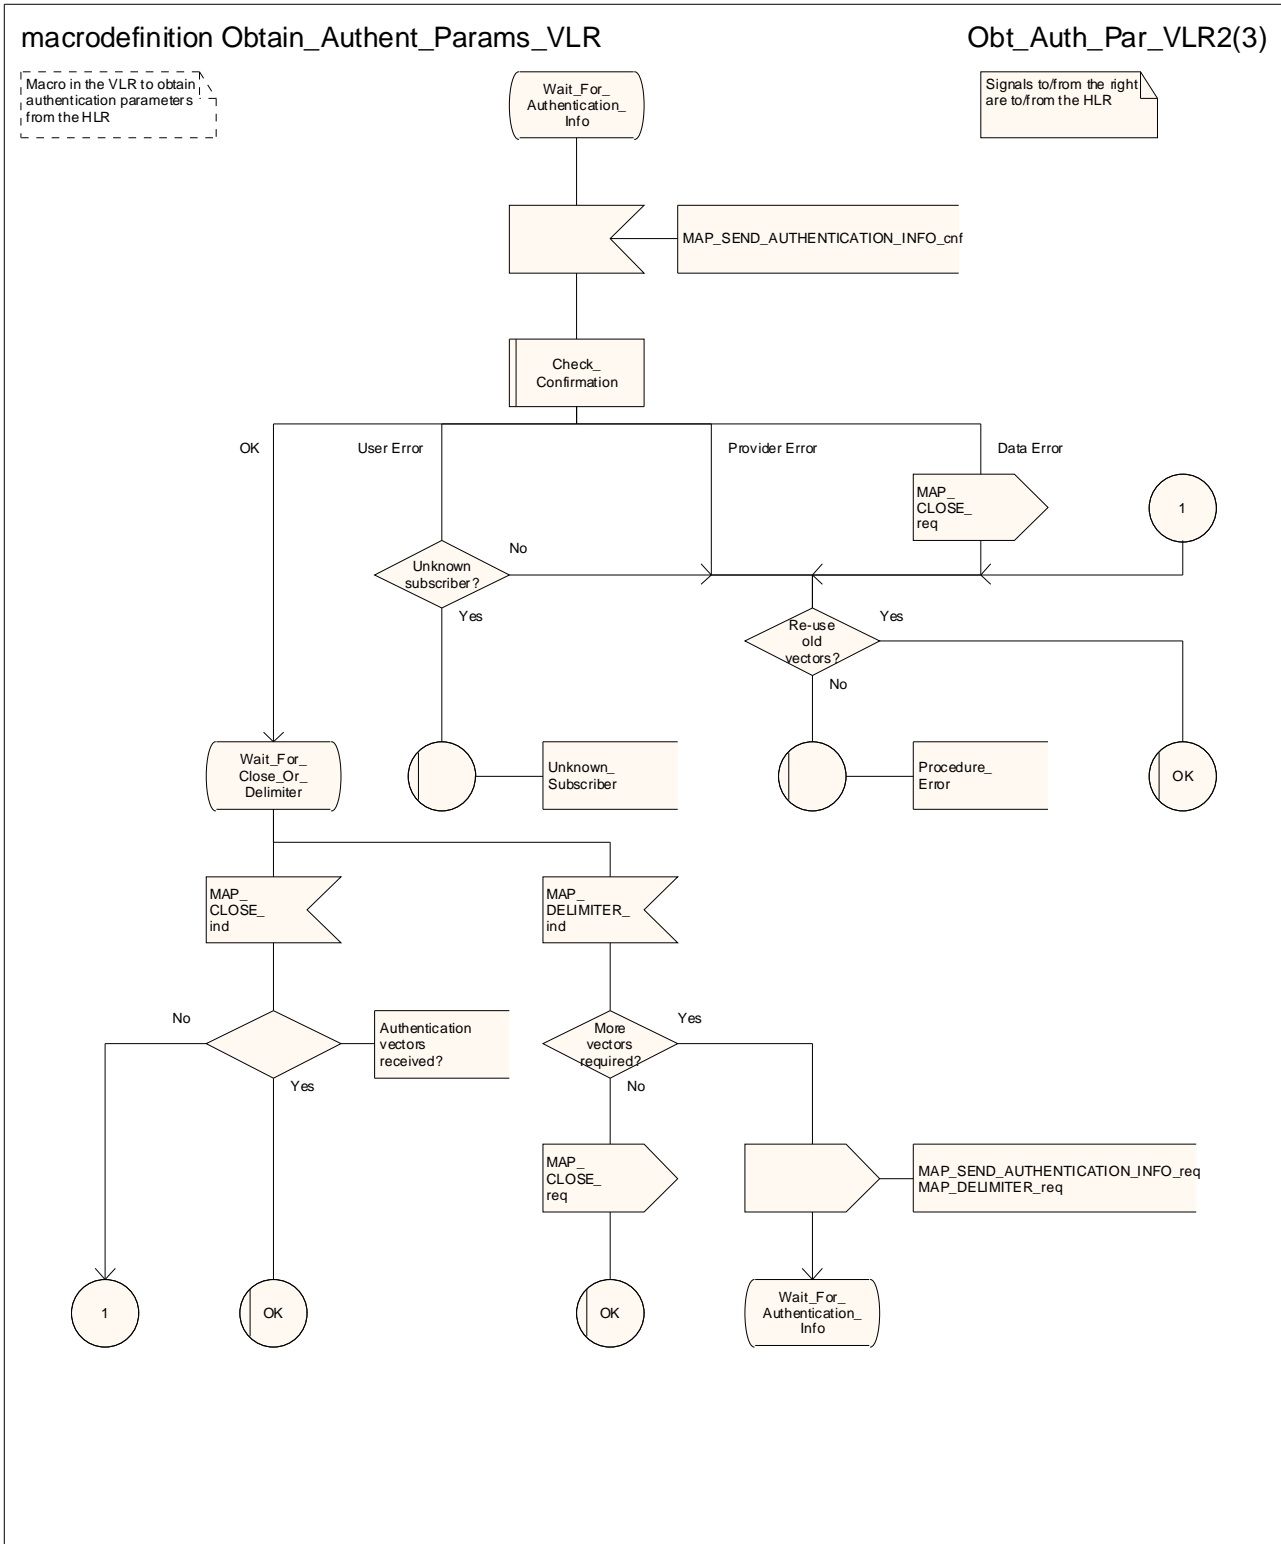 macrodefinition Obtain_Authent_Params_VLR
Obt_Auth_Par_VLR2(3)
Macro in the VLR to obtain
authentication parameters
from the HLR
Wait_For_
Authentication_
Info
Signals to/from the right
are to/from the HLR
MAP_SEND_AUTHENTICATION_INFO_cnf
Check_
Confirmation
OK
User Error
Provider Error
Data Error
MAP_
CLOSE_
req
1
Unknown
subscriber?
No
Yes
Re-use
old
vectors?
Yes
No
Wait_For_
Close_Or_
Delimiter
Unknown_
Subscriber
Procedure_
Error
OK
MAP_
CLOSE_
ind
MAP_
DELIMITER_
ind
No
Authentication
vectors
received?
Yes
More
vectors
required?
Yes
No
MAP_
CLOSE_
req
MAP_SEND_AUTHENTICATION_INFO_req
MAP_DELIMITER_req
1
OK
OK
Wait_For_
Authentication_
Info